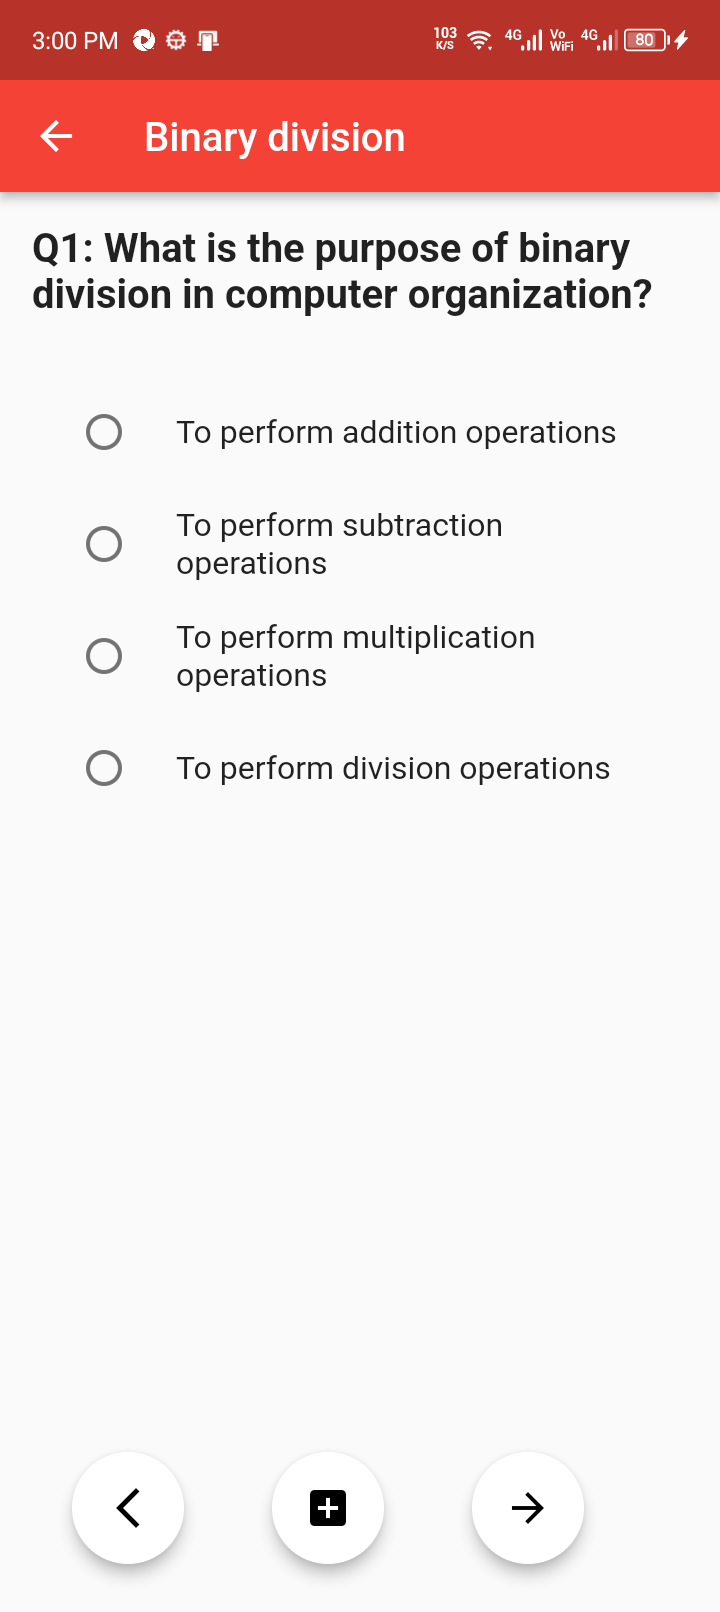 3:00 PM
103 K/S 4G Vo WiFi 4G 80
Binary division
Q1: What is the purpose of binary
division in computer organization?
To perform addition operations
To perform subtraction
operations
To perform multiplication
operations
To perform division operations